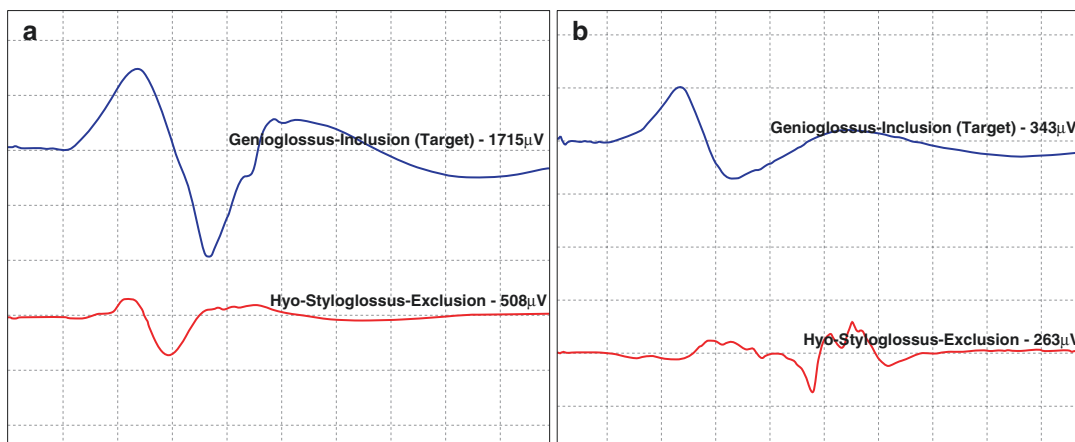 a
Genioglossus-Inclusion (Target) - 1715μV
Hyo-Styloglossus-Exclusion - 508μV
b
Genioglossus-Inclusion (Target) - 343μV
Hyo-Styloglossus-Exclusion - 263μV